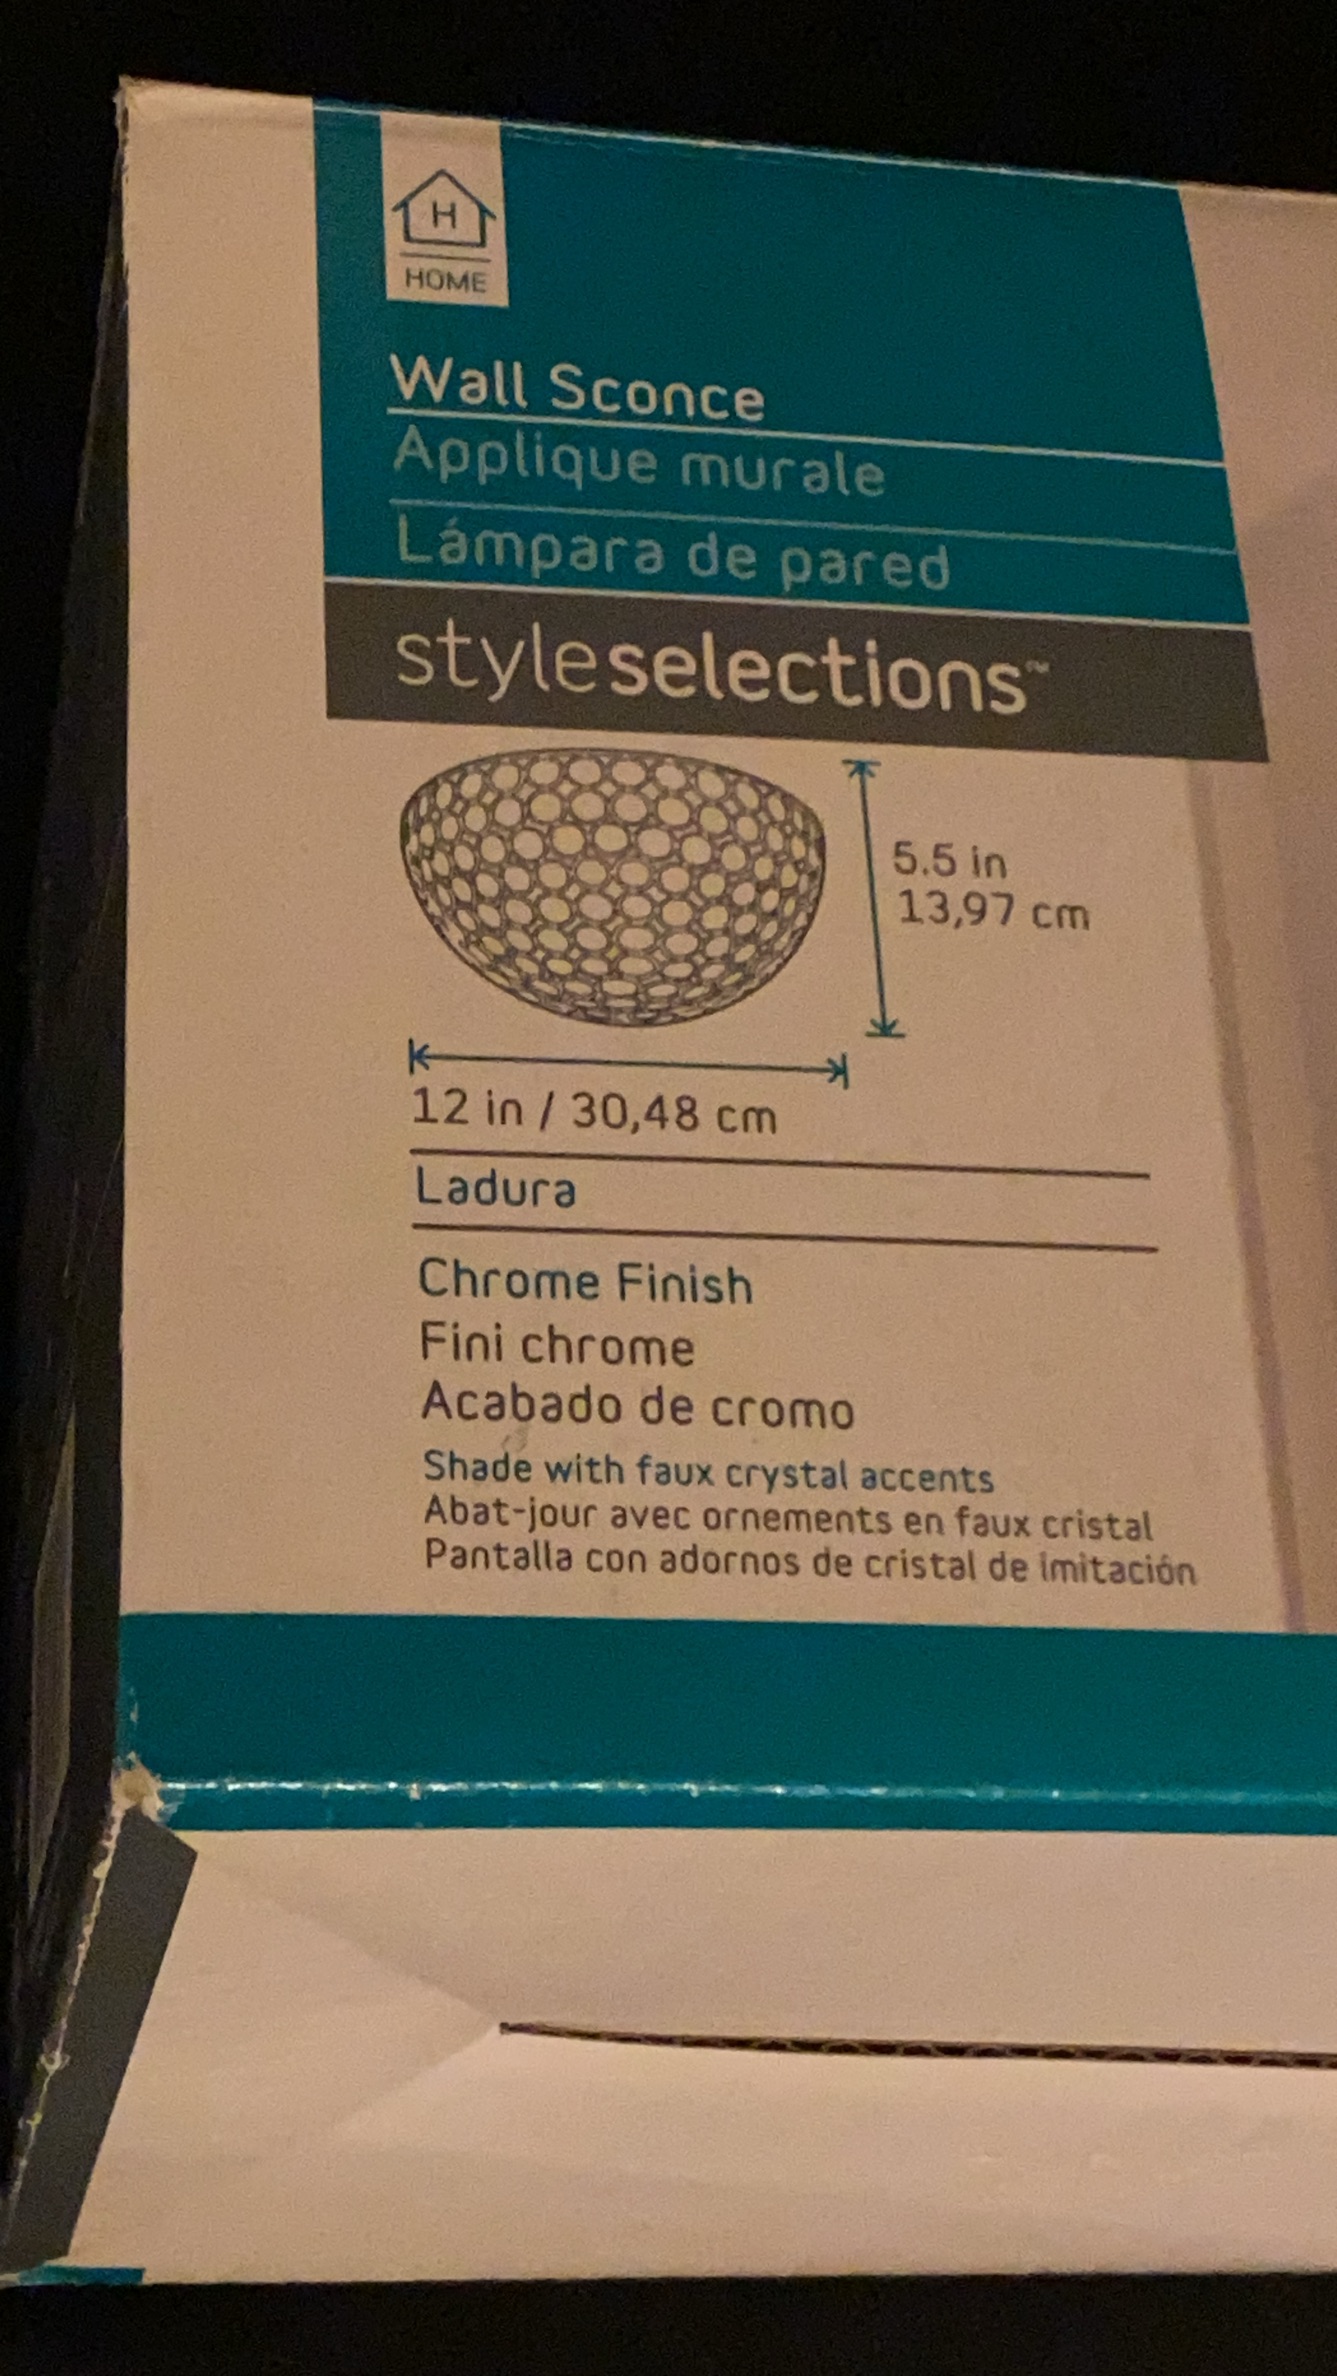 H
HOME
Wall Sconce
Applique murale
Lámpara de pared
styleselections™
5.5 in
13,97 cm
12 in / 30,48 cm
Ladura
Chrome Finish
Fini chrome
Acabado de cromo
Shade with faux crystal accents
Abat-jour avec ornements en faux cristal
Pantalla con adornos de cristal de imitación